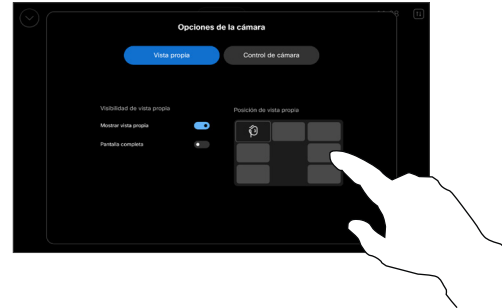 Opciones de la cámara
Vista propia
Control de cámara
Visibilidad de vista propia
Mostrar vista propia
Pantalla completa
Posición de vista propia